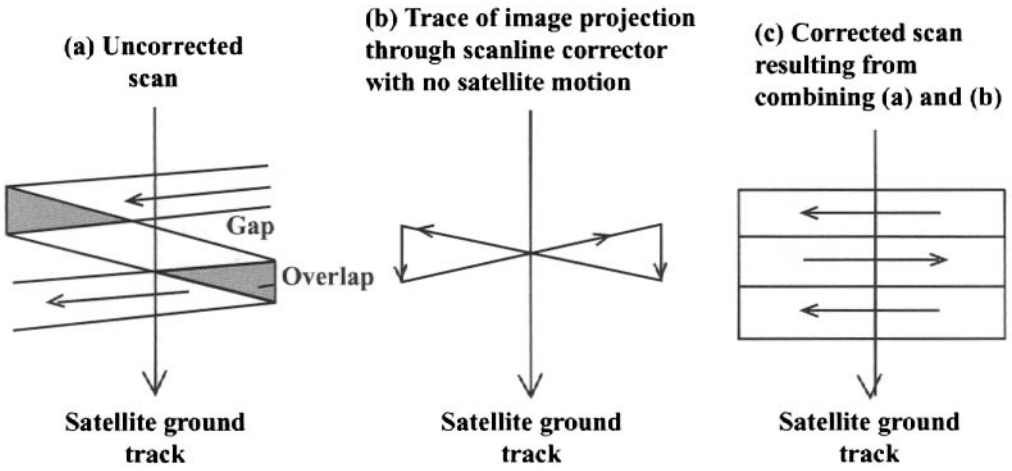 (a) Uncorrected
scan
Gap
Overlap
Satellite ground
track
(b) Trace of image projection
through scanline corrector
with no satellite motion
Satellite ground
track
(c) Corrected scan
resulting from
combining (a) and (b)
Satellite ground
track